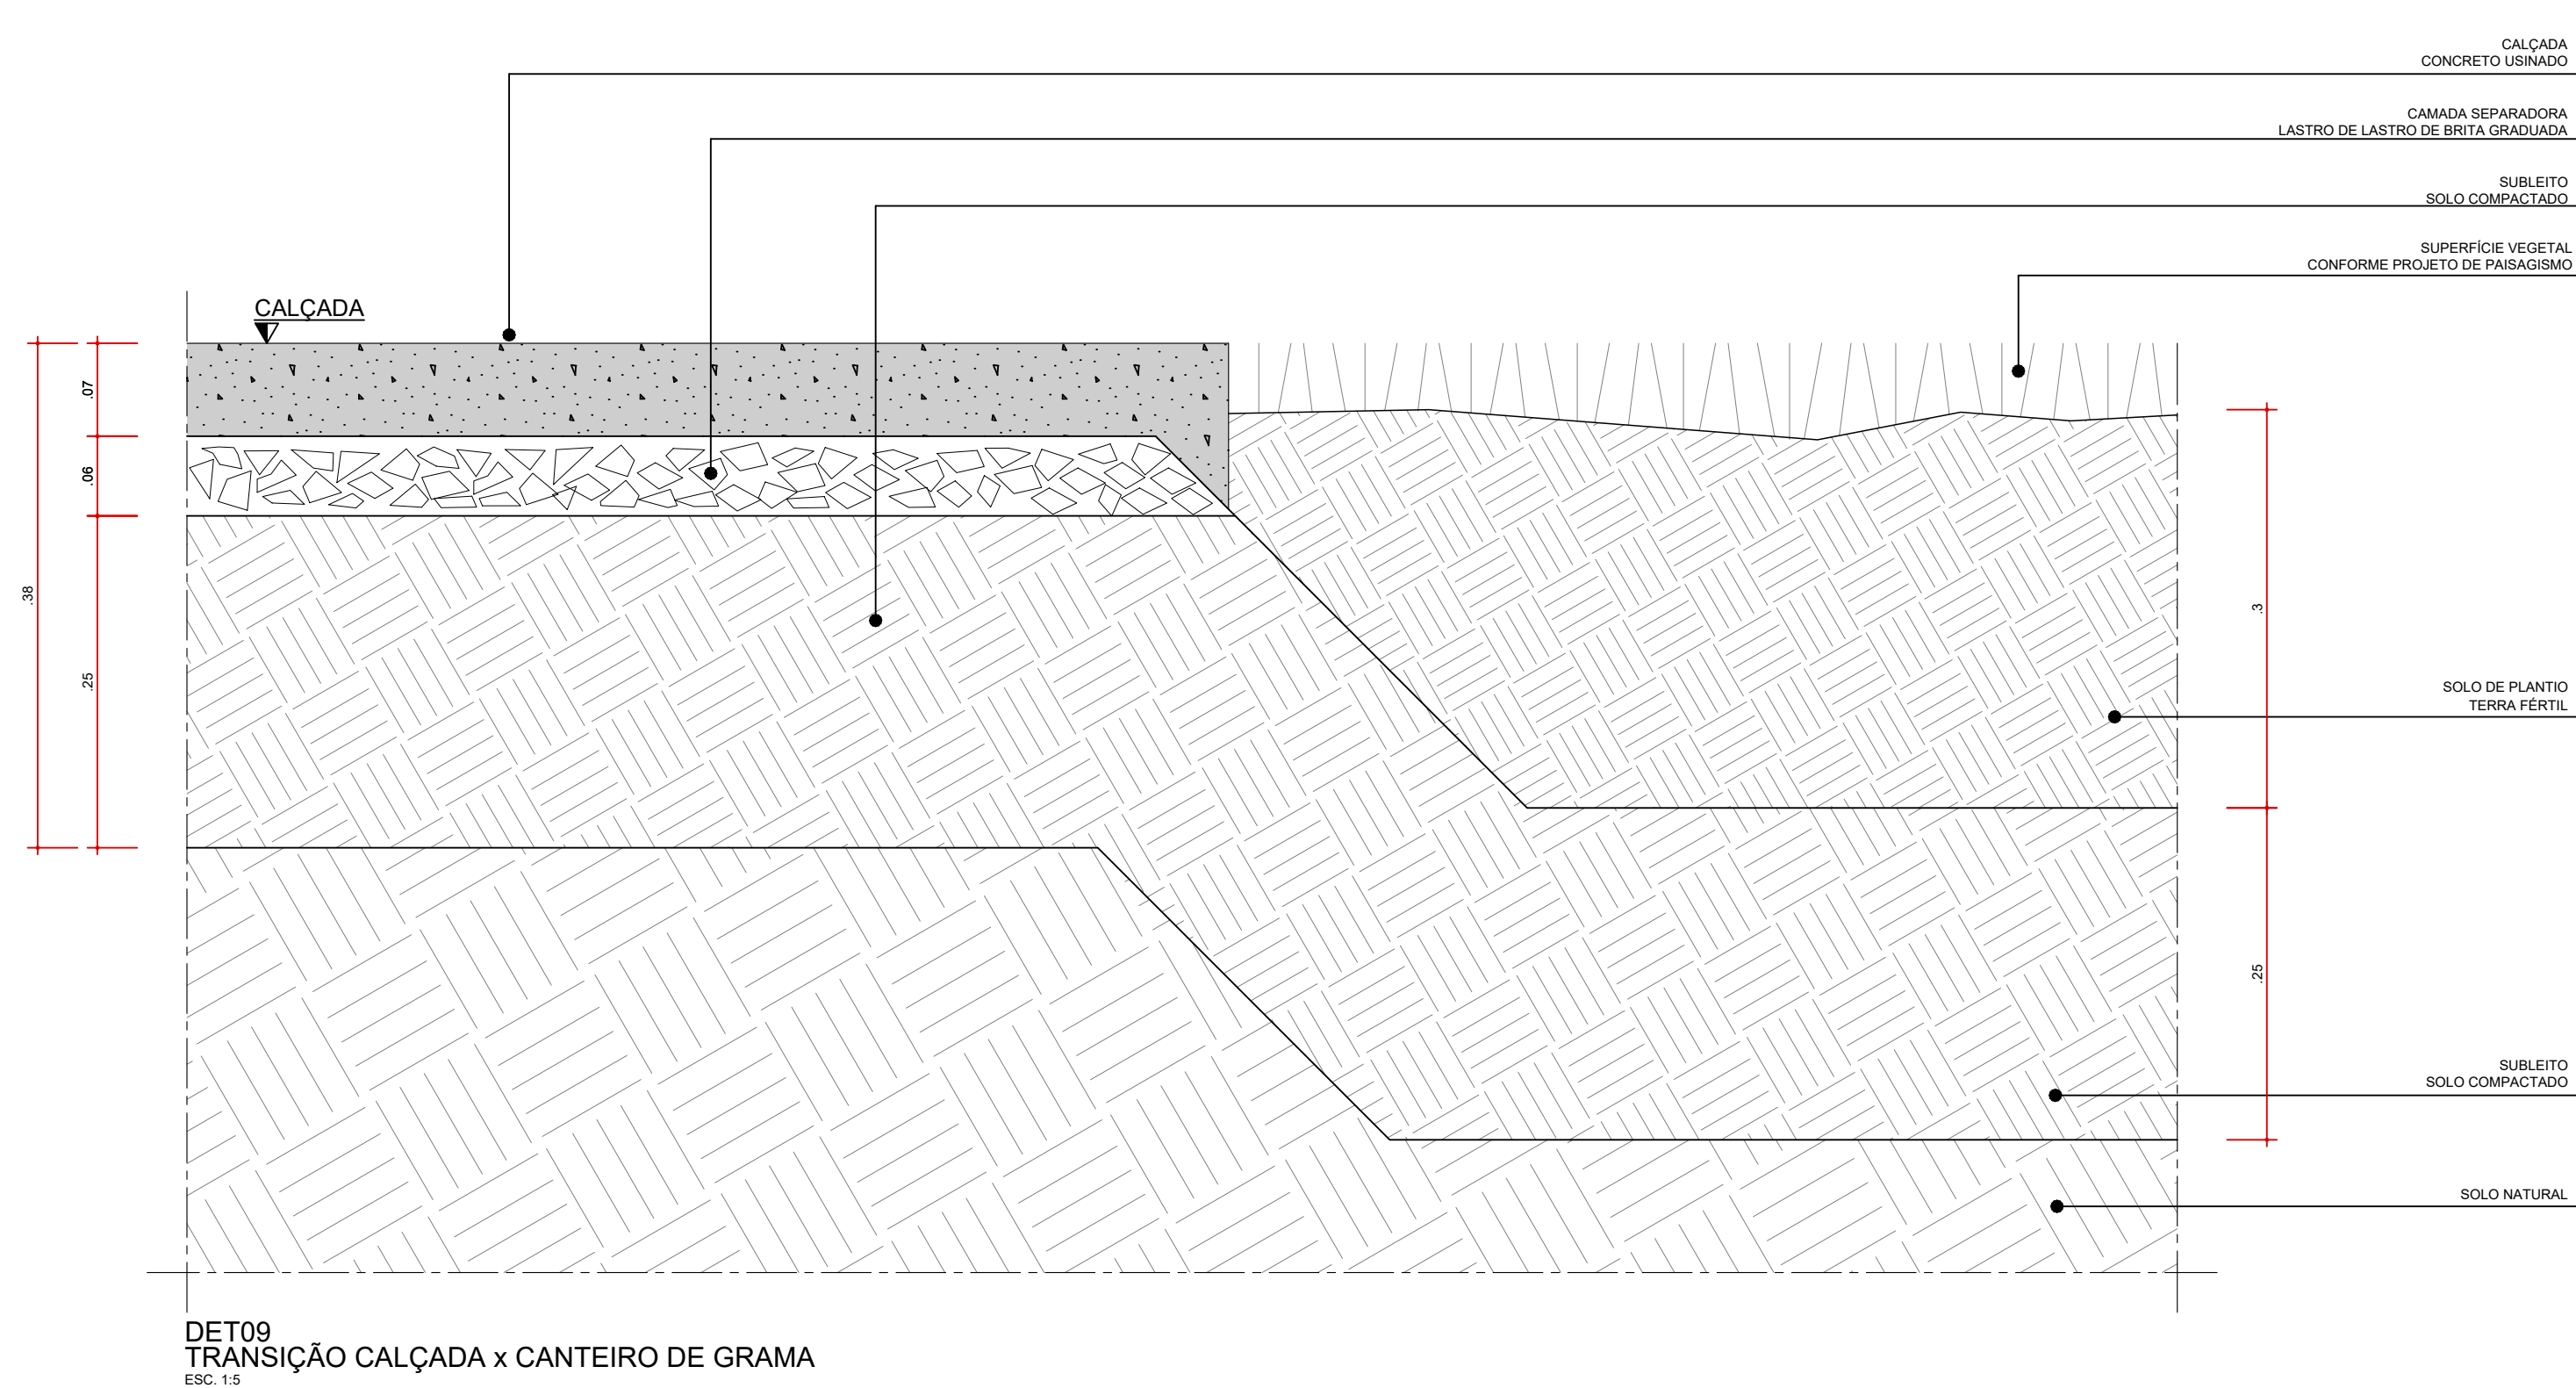 CALÇADA
CONCRETO USINADO
CAMADA SEPARADORA
LASTRO DE LASTRO DE BRITA GRADUADA
SUBLEITO
SOLO COMPACTADO
SUPERFÍCIE VEGETAL
CONFORME PROJETO DE PAISAGISMO
CALÇADA
.07
.06
.38
.25
.3
SOLO DE PLANTIO
TERRA FÉRTIL
.25
SUBLEITO
SOLO COMPACTADO
SOLO NATURAL
DET09
TRANSIÇÃO CALÇADA x CANTEIRO DE GRAMA
ESC. 1:5